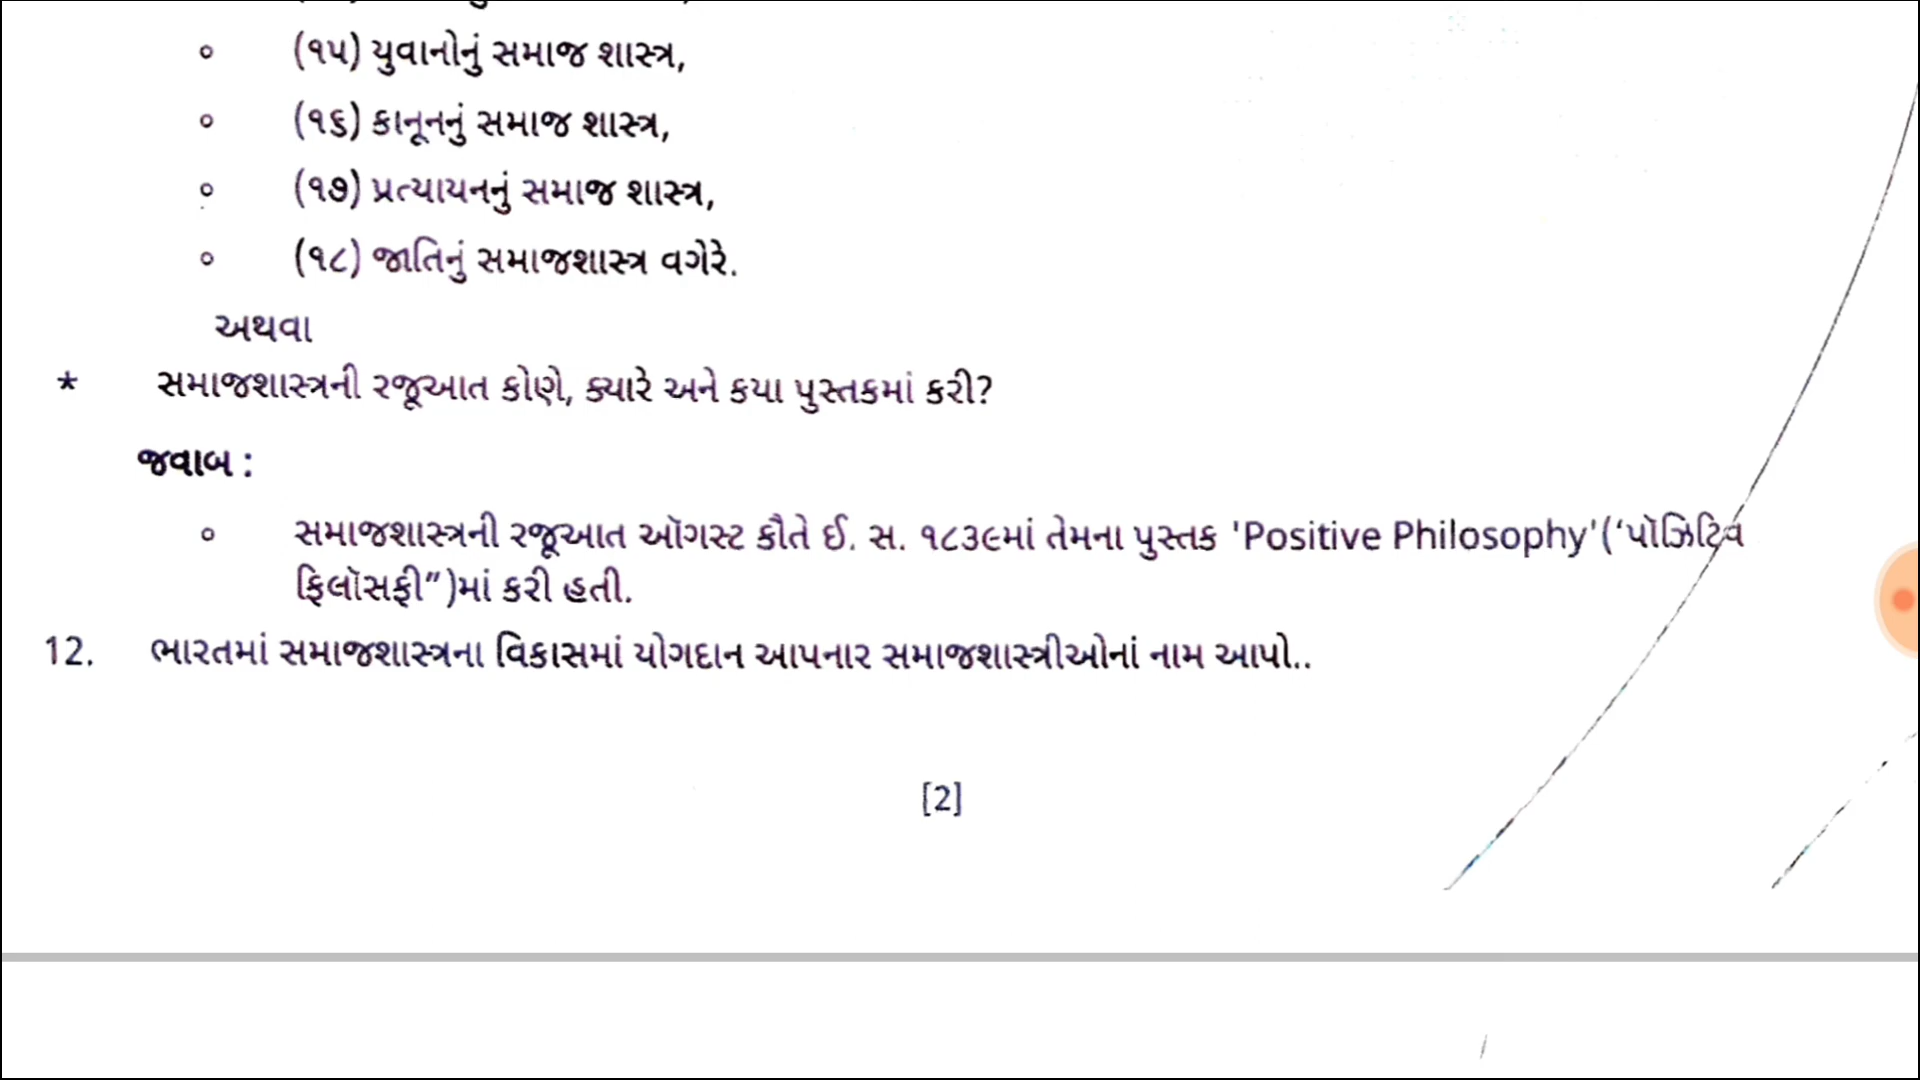 (૧૫) યુવાનોનું સમાજ શાસ્ત્ર,
(૧૬) કાનૂનનું સમાજ શાસ્ત્ર,
(૧૭) પ્રત્યાયનનું સમાજ શાસ્ત્ર,
(૧૮) જાતિનું સમાજશાસ્ત્ર વગેરે.
અથવા
* સમાજશાસ્ત્રની રજૂઆત કોણે, ક્યારે અને કયા પુસ્તકમાં કરી?
જવાબ :
સમાજશાસ્ત્રની રજૂઆત ઑગસ્ટ કૌતે ઈ. સ. ૧૮૩૯માં તેમના પુસ્તક 'Positive Philosophy'(‘પૉઝિટિવ
ફિલૉસફી”)માં કરી હતી.
12. ભારતમાં સમાજશાસ્ત્રના વિકાસમાં યોગદાન આપનાર સમાજશાસ્ત્રીઓનાં નામ આપો..
[2]